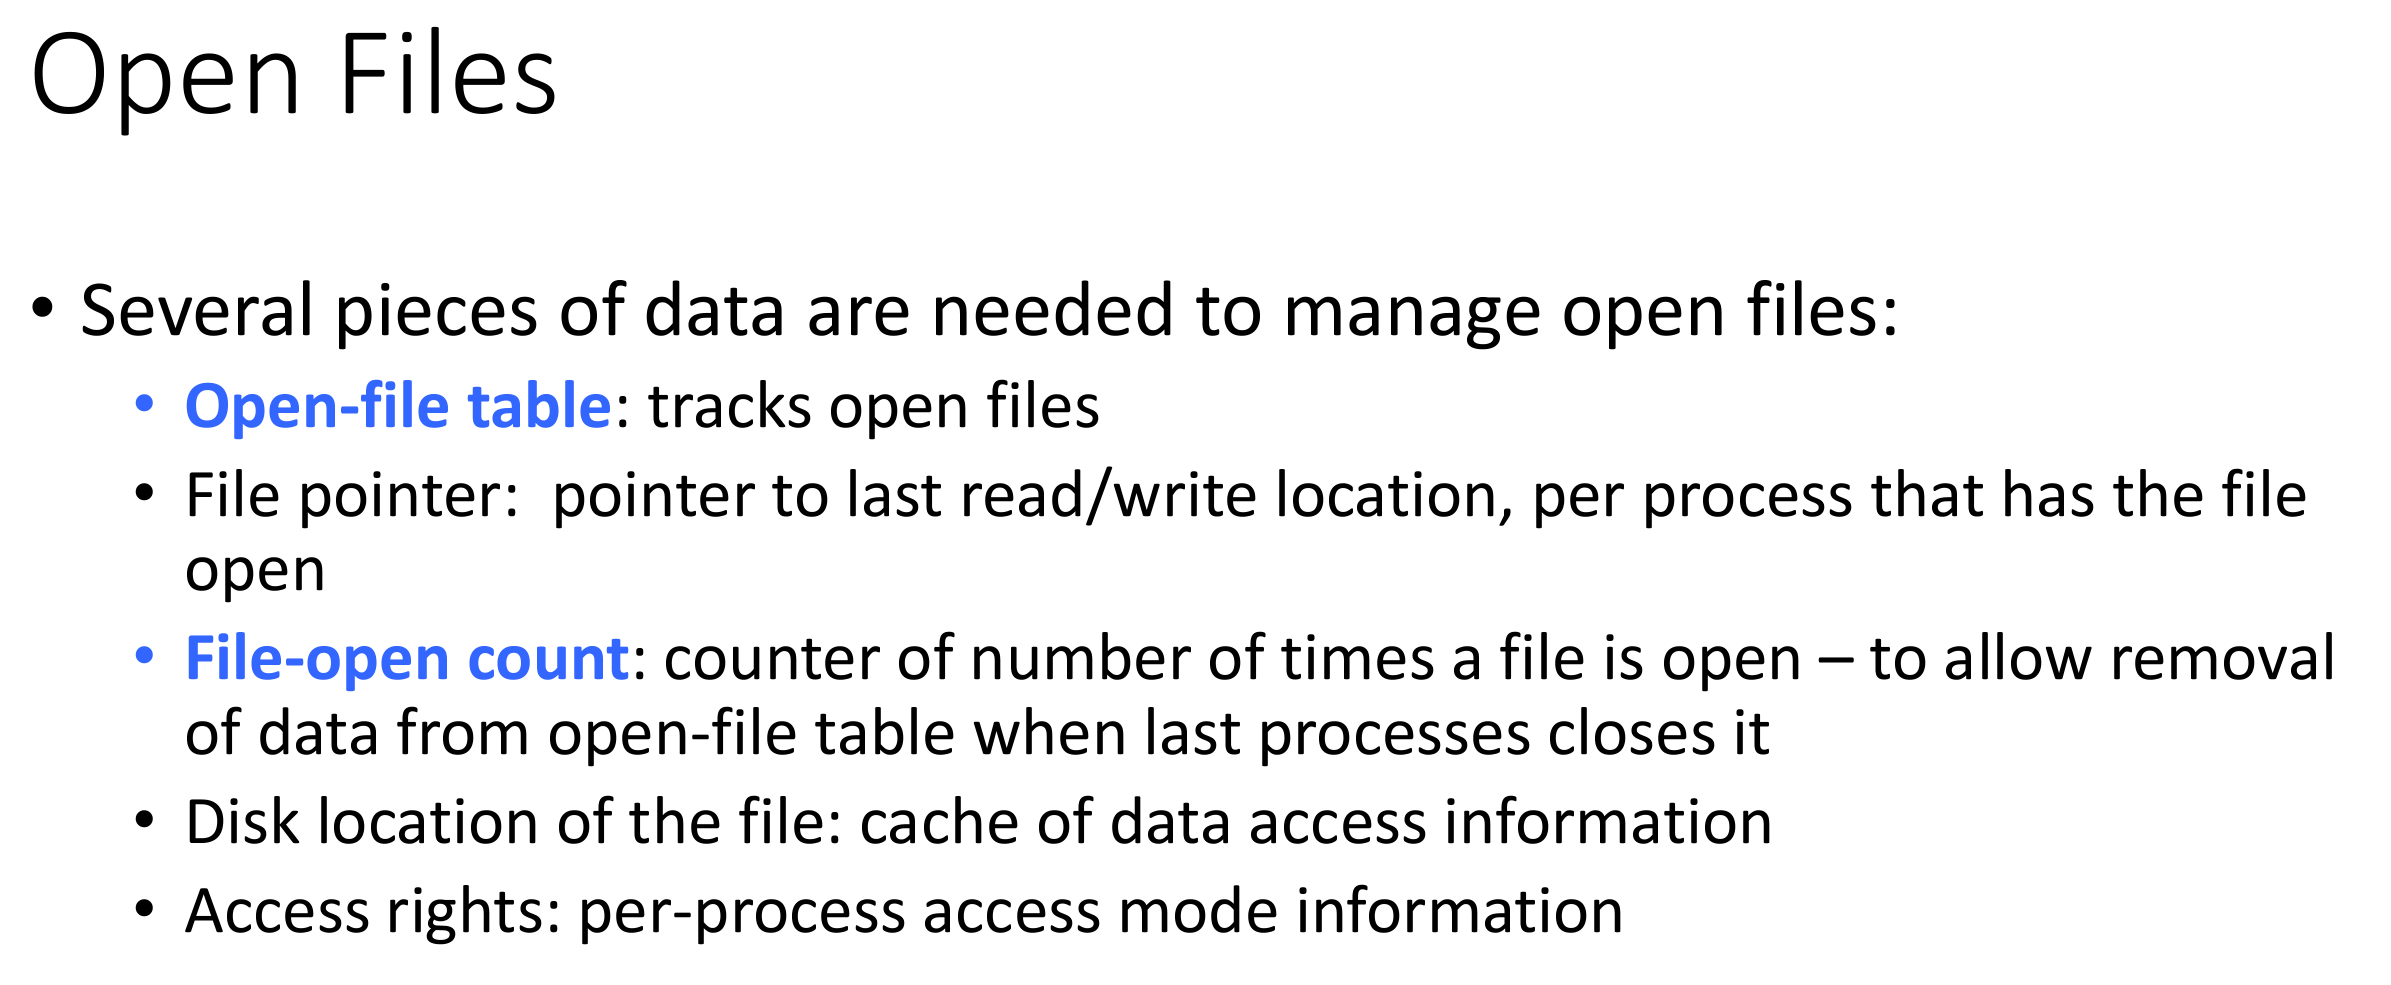 Open Files
• Several pieces of data are needed to manage open files:
• Open-file table: tracks open files
• File pointer:  pointer to last read/write location, per process that has the file
open
• File-open count: counter of number of times a file is open – to allow removal
of data from open-file table when last processes closes it
• Disk location of the file: cache of data access information
• Access rights: per-process access mode information